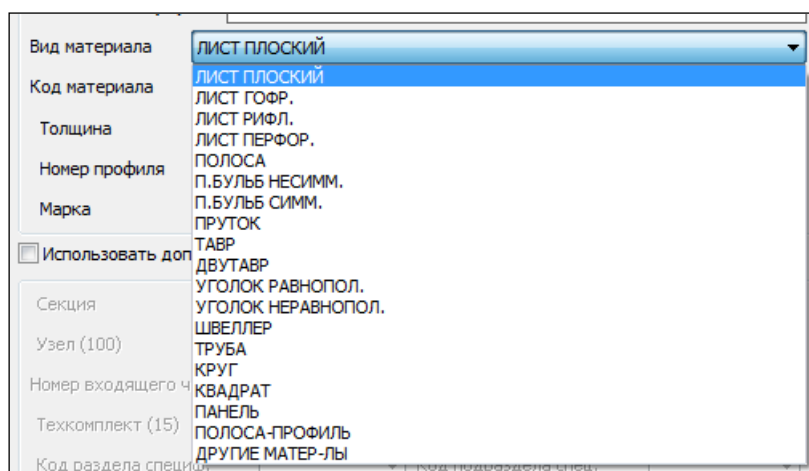 Вид материала ЛИСТ ПЛОСКИЙ
ЛИСТ ПЛОСКИЙ
Код материала ЛИСТ ГОФР.
ЛИСТ РИФЛ.
Толщина
ЛИСТ ПЕРФОР.
ПОЛОСА
Номер профиля
П.БУЛЬБ НЕСИММ.
П.БУЛЬБ СИММ.
Марка
ПРУТОК
ТАВР
Использовать доп
ДВУТАВР
УГОЛОК РАВНОПОЛ.
Секция УГОЛОК НЕРАВНОПОЛ.
ШВЕЛЛЕР
Узел (100)
ТРУБА
КРУГ
Номер входящего ч
КВАДРАТ
ПАНЕЛЬ
Техкомплект (15)
ПОЛОСА-ПРОФИЛЬ
ДРУГИЕ МАТЕР-ЛЫ
Код раздела специф Код подраздела спец.